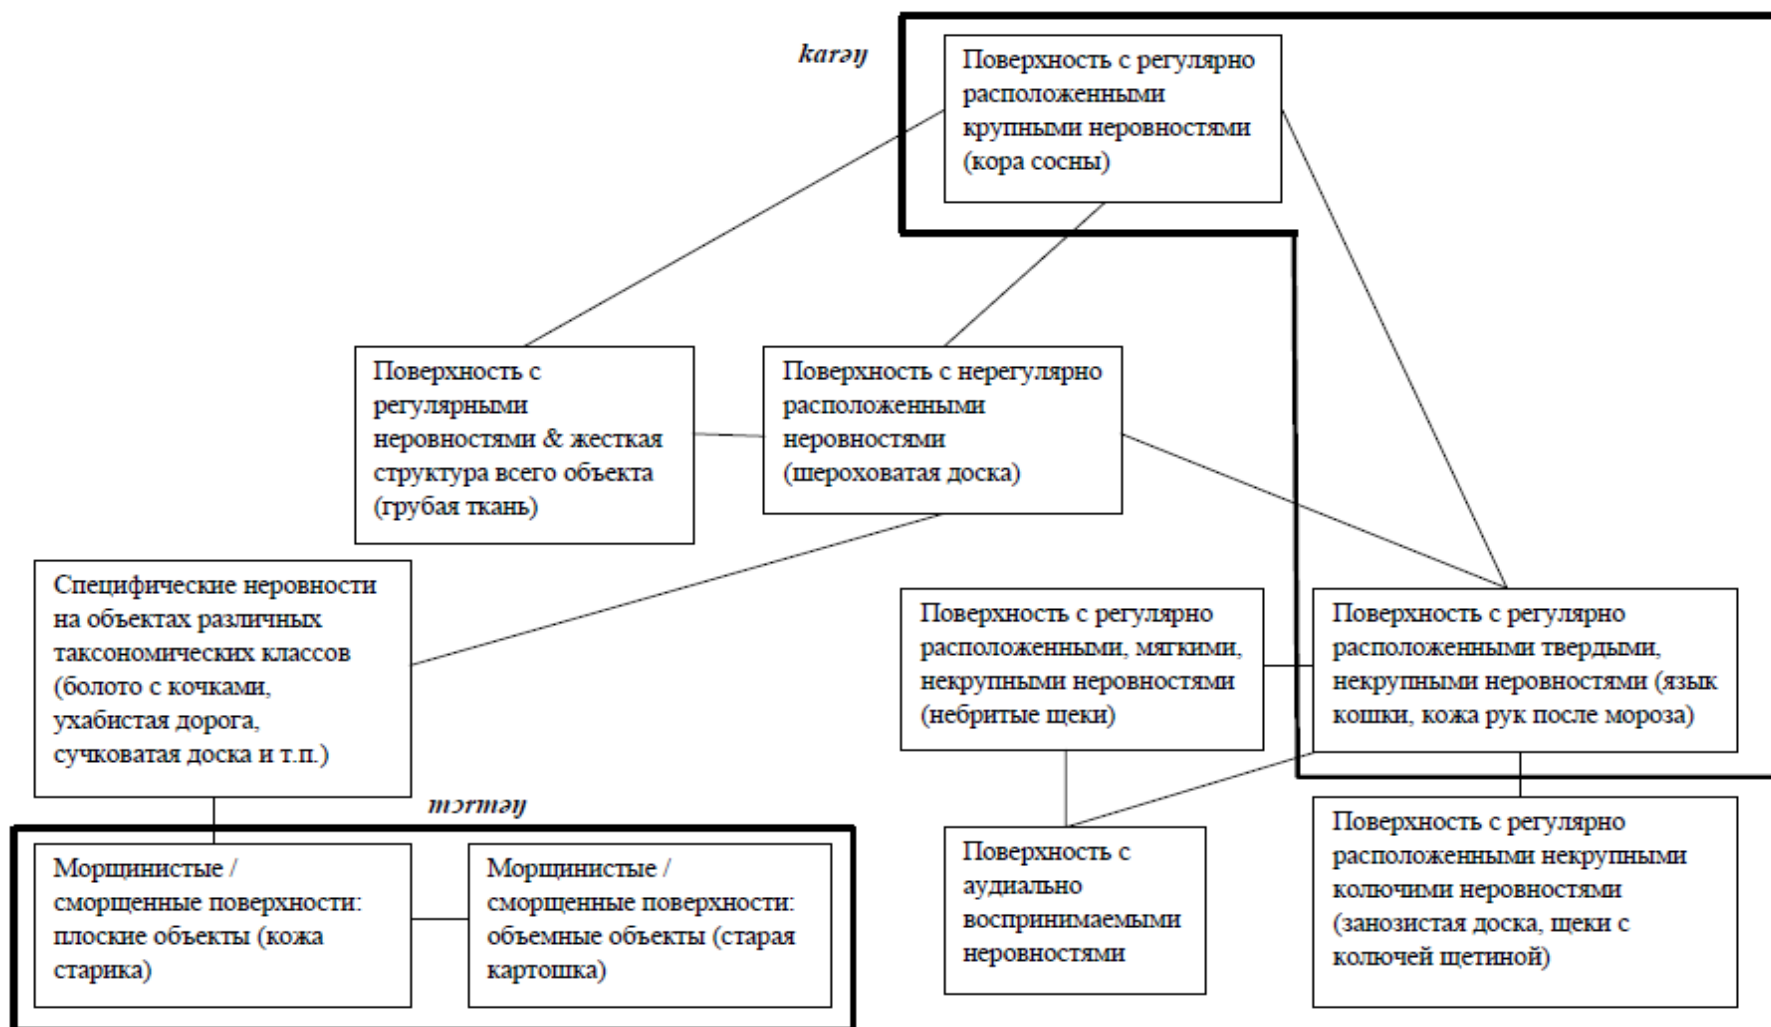 karəŋ
Поверхность с регулярно
расположенными
крупными неровностями
(кора сосны)
Поверхность с
регулярными
неровностями & жесткая
структура всего объекта
(грубая ткань)
Поверхность с нерегулярно
расположенными
неровностями
(шероховатая доска)
Специфические неровности
на объектах различных
таксономических классов
(болото с кочками,
ухабистая дорога,
сучковатая доска и т.п.)
Поверхность с регулярно
расположенными, мягкими,
некрупными неровностями
(небритые щеки)
Поверхность с регулярно
расположенными твердыми,
некрупными неровностями (язык
кошки, кожа рук после мороза)
mɔrməŋ
Морщинистые /
сморщенные поверхности:
плоские объекты (кожа
старика)
Морщинистые /
сморщенные поверхности:
объемные объекты (старая
картошка)
Поверхность с
аудиально
воспринимаемыми
неровностями
Поверхность с регулярно
расположенными некрупными
колючими неровностями
(занозистая доска, щеки с
колючей щетиной)